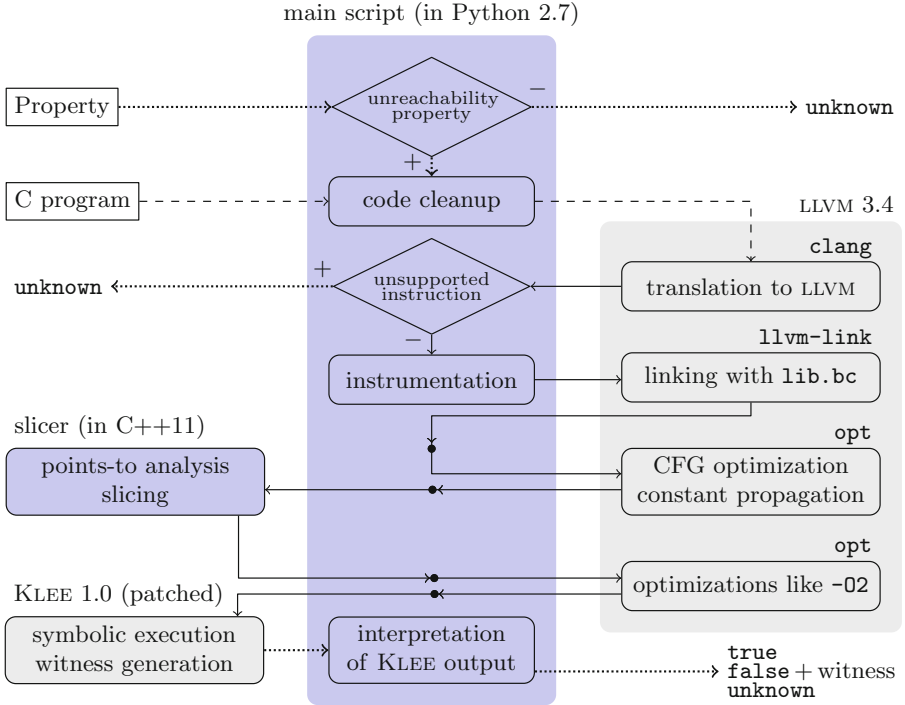 main script (in Python 2.7)
Property
unreachability
property
−
unknown
+
C program
code cleanup
LLVM 3.4
clang
unknown
+
unsupported
instruction
translation to LLVM
−
llvm-link
instrumentation
linking with lib.bc
slicer (in C++11)
opt
points-to analysis
slicing
CFG optimization
constant propagation
opt
optimizations like -O2
KLEE 1.0 (patched)
symbolic execution
witness generation
interpretation
of KLEE output
true
false + witness
unknown